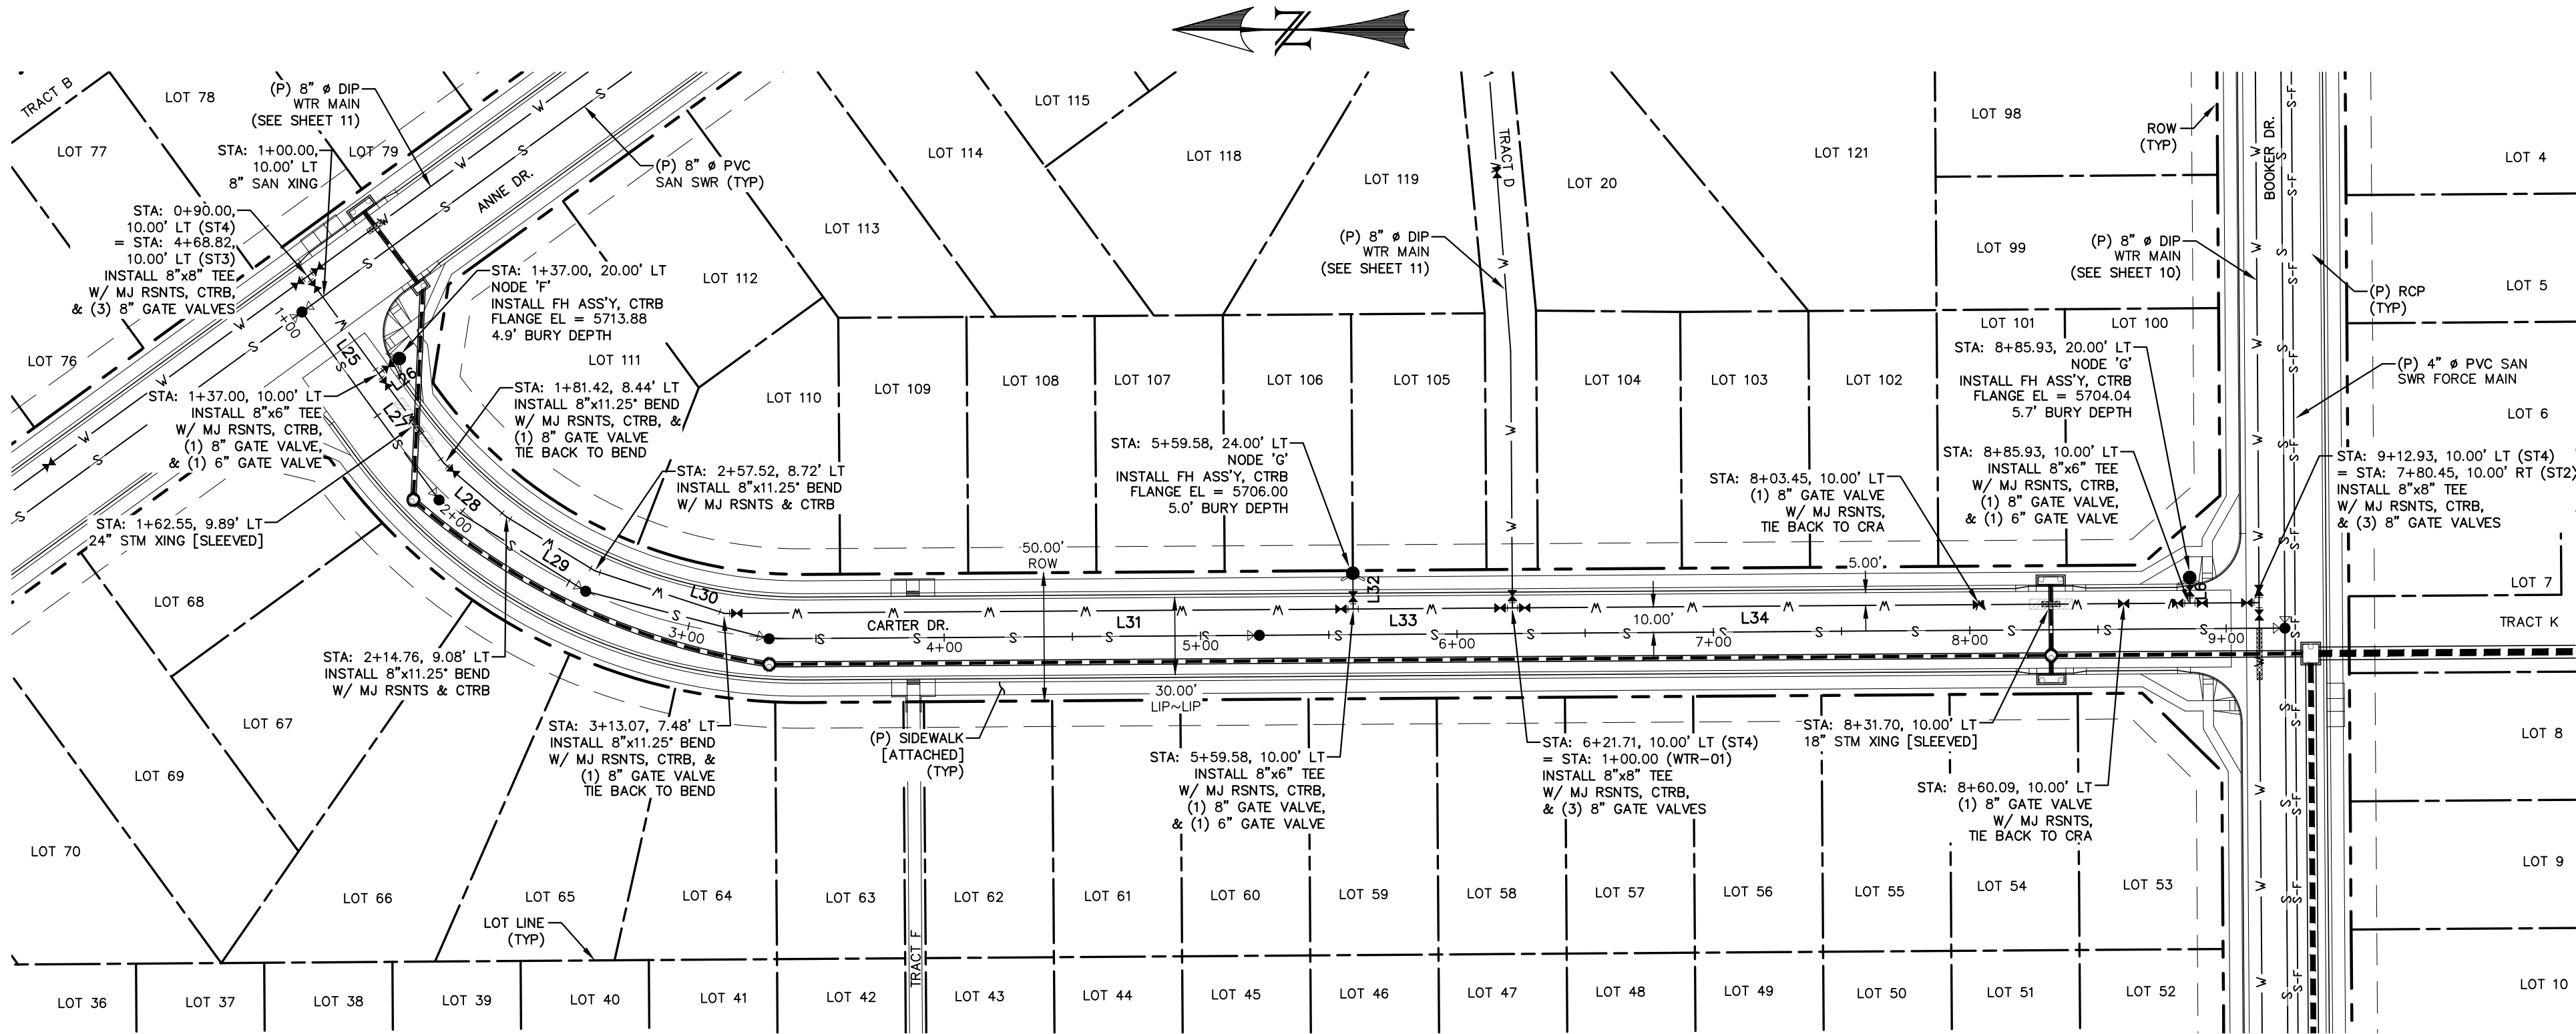 N
TRACT B
LOT 77
LOT 78
LOT 79
LOT 76
(P) 8" ø DIP
WTR MAIN
(SEE SHEET 11)
STA: 1+00.00,
10.00' LT
8" SAN XING
STA: 0+90.00,
10.00' LT (ST4)
= STA: 4+68.82,
10.00' LT (ST3)
INSTALL 8"x8" TEE
W/ MJ RSNTS, CTRB,
& (3) 8" GATE VALVES
(P) 8" ø PVC
SAN SWR (TYP)
ANNE DR.
STA: 1+37.00, 20.00' LT
NODE 'F'
INSTALL FH ASS'Y, CTRB
FLANGE EL = 5713.88
4.9' BURY DEPTH
1+00
L25
L26
L27
STA: 1+37.00, 10.00' LT
INSTALL 8"x6" TEE
W/ MJ RSNTS, CTRB,
(1) 8" GATE VALVE,
& (1) 6" GATE VALVE
STA: 1+81.42, 8.44' LT
INSTALL 8"x11.25° BEND
W/ MJ RSNTS, CTRB, &
(1) 8" GATE VALVE
TIE BACK TO BEND
STA: 2+57.52, 8.72' LT
INSTALL 8"x11.25° BEND
W/ MJ RSNTS & CTRB
STA: 1+62.55, 9.89' LT
24" STM XING [SLEEVED]
2+00
L28
L29
L30
3+00
STA: 2+14.76, 9.08' LT
INSTALL 8"x11.25° BEND
W/ MJ RSNTS & CTRB
STA: 3+13.07, 7.48' LT
INSTALL 8"x11.25° BEND
W/ MJ RSNTS, CTRB, &
(1) 8" GATE VALVE
TIE BACK TO BEND
LOT 115
LOT 114
LOT 118
LOT 113
LOT 112
LOT 111
LOT 110
LOT 109
LOT 108
LOT 107
LOT 106
LOT 105
LOT 119
TRACT D
LOT 20
LOT 121
LOT 98
LOT 99
LOT 104
LOT 103
LOT 102
LOT 101
LOT 100
(P) 8" ø DIP
WTR MAIN
(SEE SHEET 11)
ROW
(TYP)
BOOKER DR.
(P) 8" ø DIP
WTR MAIN
(SEE SHEET 10)
(P) RCP
(TYP)
(P) 4" ø PVC SAN
SWR FORCE MAIN
LOT 4
LOT 5
LOT 6
LOT 7
TRACT K
LOT 8
LOT 9
LOT 10
STA: 8+85.93, 20.00' LT
NODE 'G'
INSTALL FH ASS'Y, CTRB
FLANGE EL = 5704.04
5.7' BURY DEPTH
STA: 8+85.93, 10.00' LT
INSTALL 8"x6" TEE
W/ MJ RSNTS, CTRB,
(1) 8" GATE VALVE,
& (1) 6" GATE VALVE
STA: 9+12.93, 10.00' LT (ST4)
= STA: 7+80.45, 10.00' RT (ST2)
INSTALL 8"x8" TEE
W/ MJ RSNTS, CTRB,
& (3) 8" GATE VALVES
STA: 5+59.58, 24.00' LT
NODE 'G'
INSTALL FH ASS'Y, CTRB
FLANGE EL = 5706.00
5.0' BURY DEPTH
STA: 8+03.45, 10.00' LT
(1) 8" GATE VALVE
W/ MJ RSNTS,
TIE BACK TO CRA
50.00'
ROW
5.00'
10.00'
CARTER DR.
L31
L32
L33
L34
4+00
5+00
6+00
7+00
8+00
9+00
30.00'
LIP~LIP
(P) SIDEWALK
[ATTACHED]
(TYP)
STA: 5+59.58, 10.00' LT
INSTALL 8"x6" TEE
W/ MJ RSNTS, CTRB,
(1) 8" GATE VALVE,
& (1) 6" GATE VALVE
STA: 6+21.71, 10.00' LT (ST4)
= STA: 1+00.00 (WTR-01)
INSTALL 8"x8" TEE
W/ MJ RSNTS, CTRB,
& (3) 8" GATE VALVES
STA: 8+31.70, 10.00' LT
18" STM XING [SLEEVED]
STA: 8+60.09, 10.00' LT
(1) 8" GATE VALVE
W/ MJ RSNTS,
TIE BACK TO CRA
LOT 68
LOT 67
LOT 69
LOT 70
LOT 66
LOT 65
LOT 64
LOT 63
LOT 62
LOT 61
LOT 60
LOT 59
LOT 58
LOT 57
LOT 56
LOT 55
LOT 54
LOT 53
LOT LINE
(TYP)
TRACT F
LOT 36
LOT 37
LOT 38
LOT 39
LOT 40
LOT 41
LOT 42
LOT 43
LOT 44
LOT 45
LOT 46
LOT 47
LOT 48
LOT 49
LOT 50
LOT 51
LOT 52